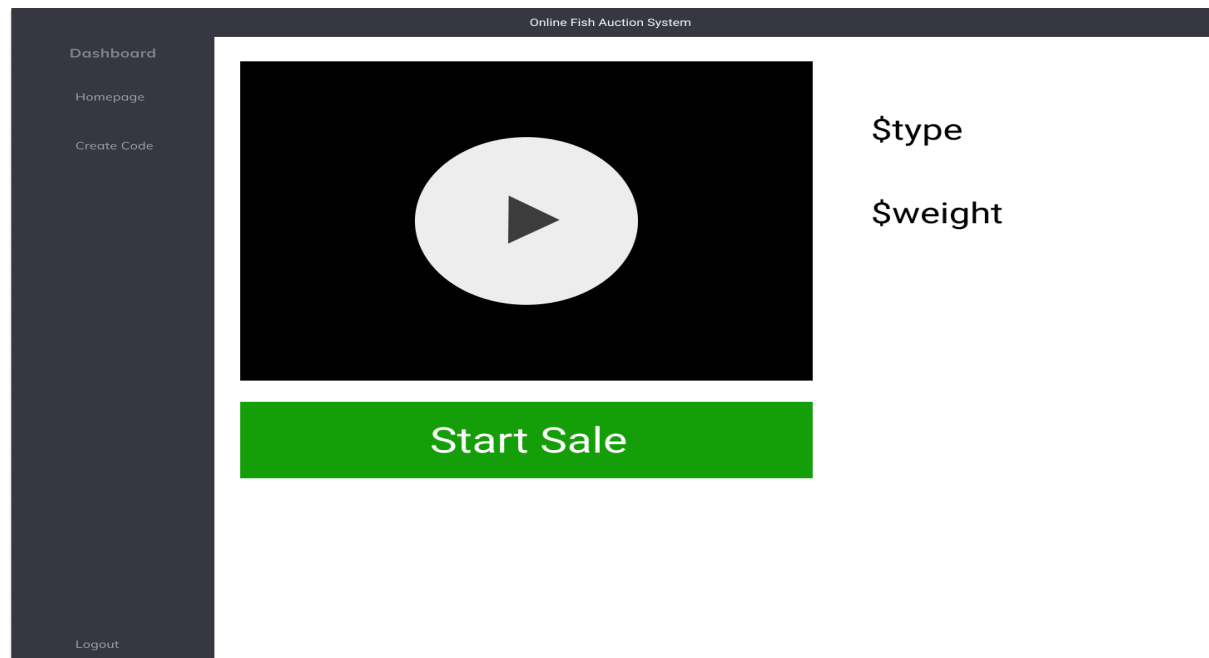 Online Fish Auction System
Dashboard
Homepage
Create Code
Logout
$type
$weight
Start Sale